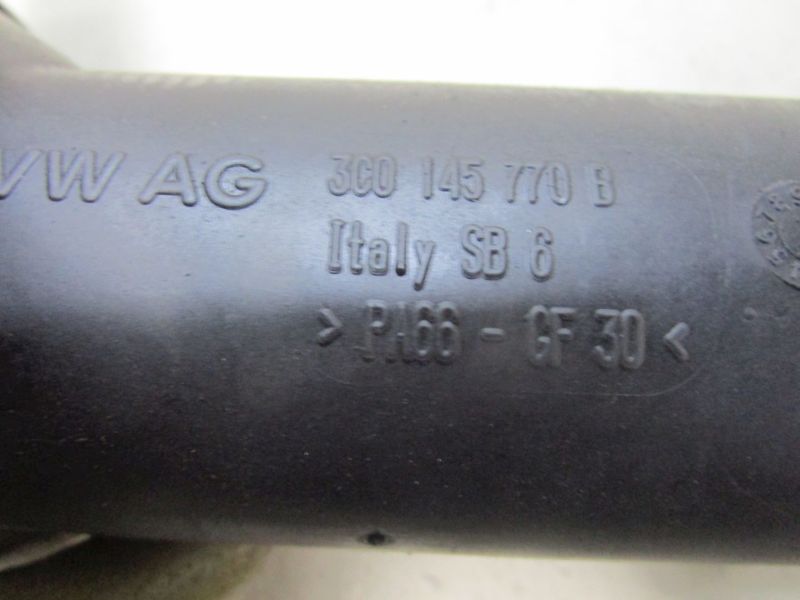 VW AG 3C0 145 770 B
Italy SB 6
> PA66 - GF 30 <